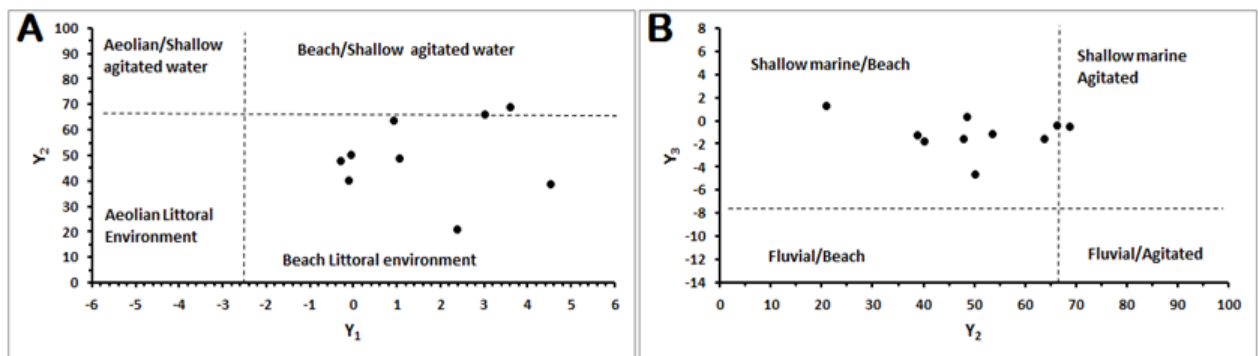 A
Aeolian/Shallow
agitated water
Beach/Shallow agitated water
Aeolian Littoral
Environment
Beach Littoral environment
Y2
100
90
80
70
60
50
40
30
20
10
0
-6 -5 -4 -3 -2 -1 0 1 2 3 4 5 6
Y1
B
Shallow marine/Beach
Shallow marine
Agitated
Fluvial/Beach
Fluvial/Agitated
Y3
8
6
4
2
0
-2
-4
-6
-8
-10
-12
-14
0 10 20 30 40 50 60 70 80 90 100
Y2